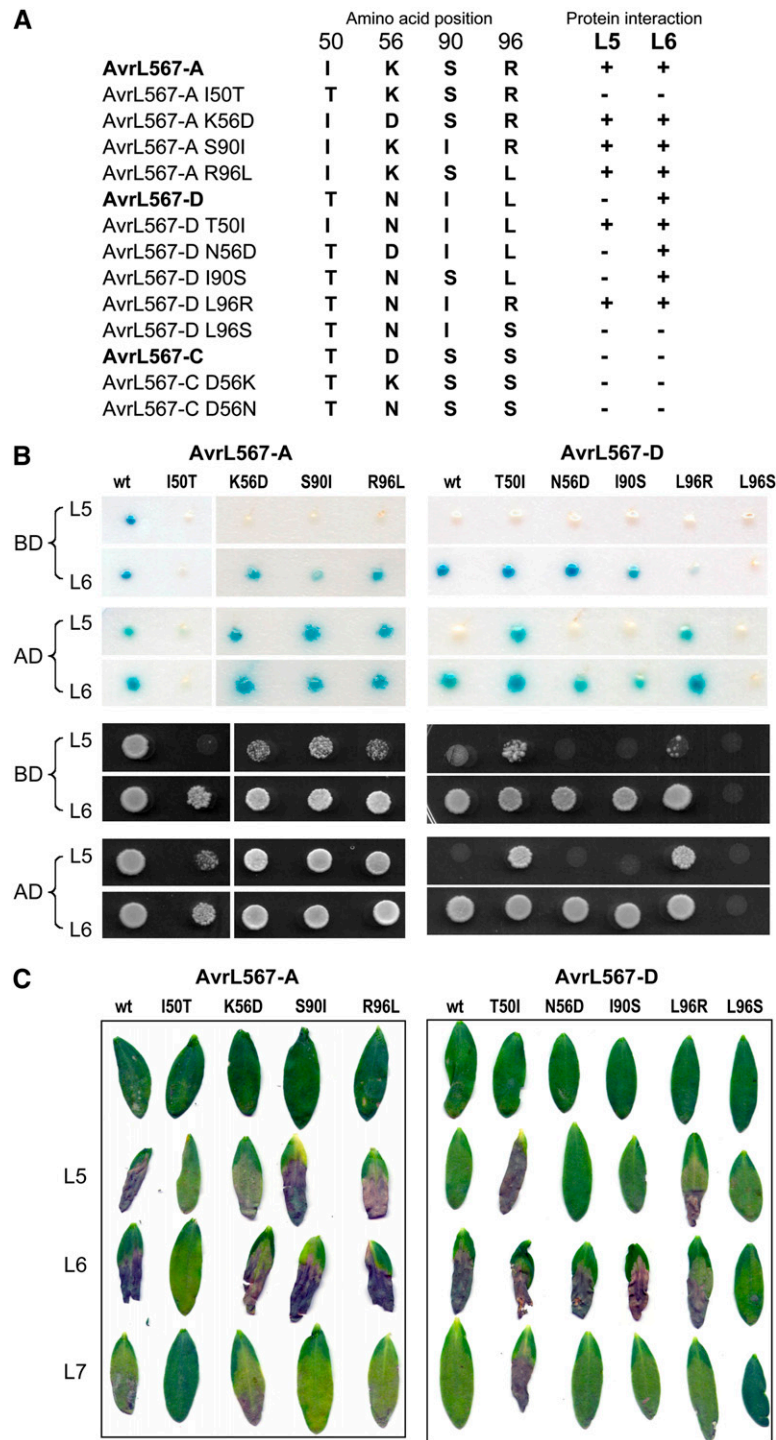 A
Amino acid position Protein interaction
50 56 90 96 L5 L6
AvrL567-A I K S R + +
AvrL567-A I50T T K S R - -
AvrL567-A K56D I D S R + +
AvrL567-A S90I I K I R + +
AvrL567-A R96L I K S L + +
AvrL567-D T N I L - +
AvrL567-D T50I I N I L + +
AvrL567-D N56D T D I L - +
AvrL567-D I90S T N S L - +
AvrL567-D L96R T N I R + +
AvrL567-D L96S T N I S - -
AvrL567-C T D S S - -
AvrL567-C D56K T K S S - -
AvrL567-C D56N T N S S - -
B
AvrL567-A AvrL567-D
wt I50T K56D S90I R96L wt T50I N56D I90S L96R L96S
L5
BD
L6
L5
AD
L6
L5
BD
L6
L5
AD
L6
C
AvrL567-A AvrL567-D
wt I50T K56D S90I R96L wt T50I N56D I90S L96R L96S
L5
L6
L7